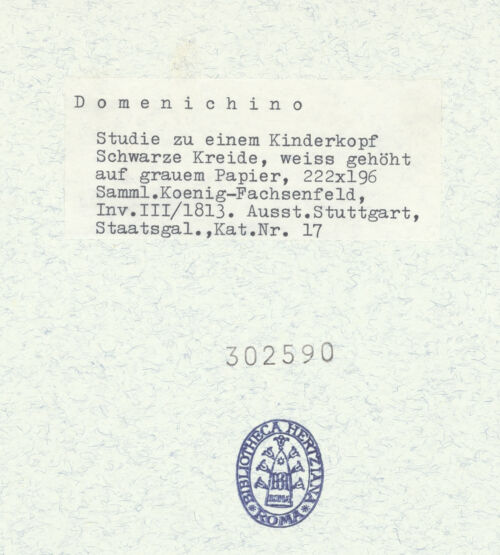 Domenichino
Studie zu einem Kinderkopf
Schwarze Kreide, weiss gehöht
auf grauem Papier, 222x196
Samml.Koenig-Fachsenfeld,
Inv.III/1813. Ausst.Stuttgart,
Staatsgal.,Kat.Nr. 17
302590
BIBLIOTHECA HERTZIANA
ROMA